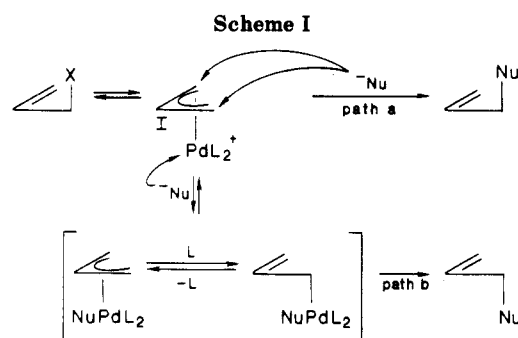 Scheme I
X
Nu
⁻Nu
path a
I
PdL₂⁺
⁻Nu
L
-L
path b
NuPdL₂
NuPdL₂
Nu